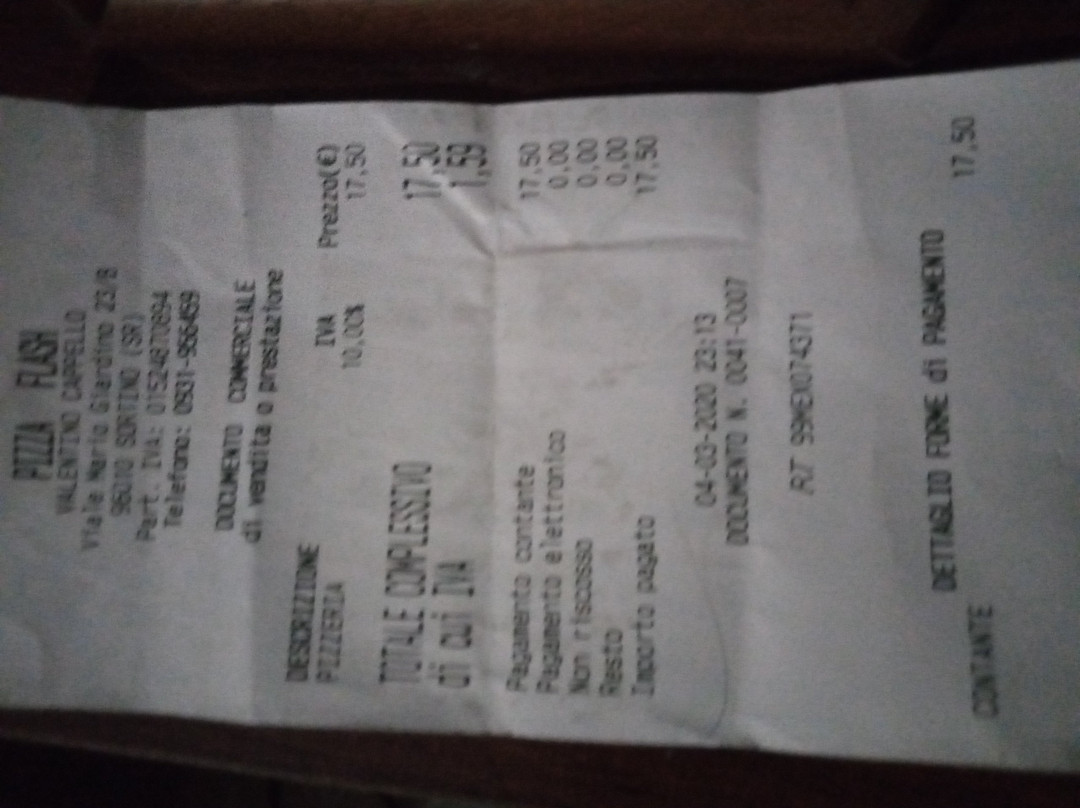 PIZZA FLASH
VALENTINO CAPPELLO
Viale Mario Giardino 23/B
96010 SORTINO (SR)
Part. IVA: 01524870894
Telefono: 0931-956459
DOCUMENTO COMMERCIALE
di vendita o prestazione
DESCRIZIONE IVA Prezzo(€)
PIZZERIA 10,00% 17,50
TOTALE COMPLESSIVO 17,50
di cui IVA 1,59
Pagamento contante 17,50
Pagamento elettronico 0,00
Non riscosso 0,00
Resto 0,00
Importo pagato 17,50
04-03-2020 23:13
DOCUMENTO N. 0041-0007
RT 99MEX074371
DETTAGLIO FORME di PAGAMENTO
CONTANTE 17,50